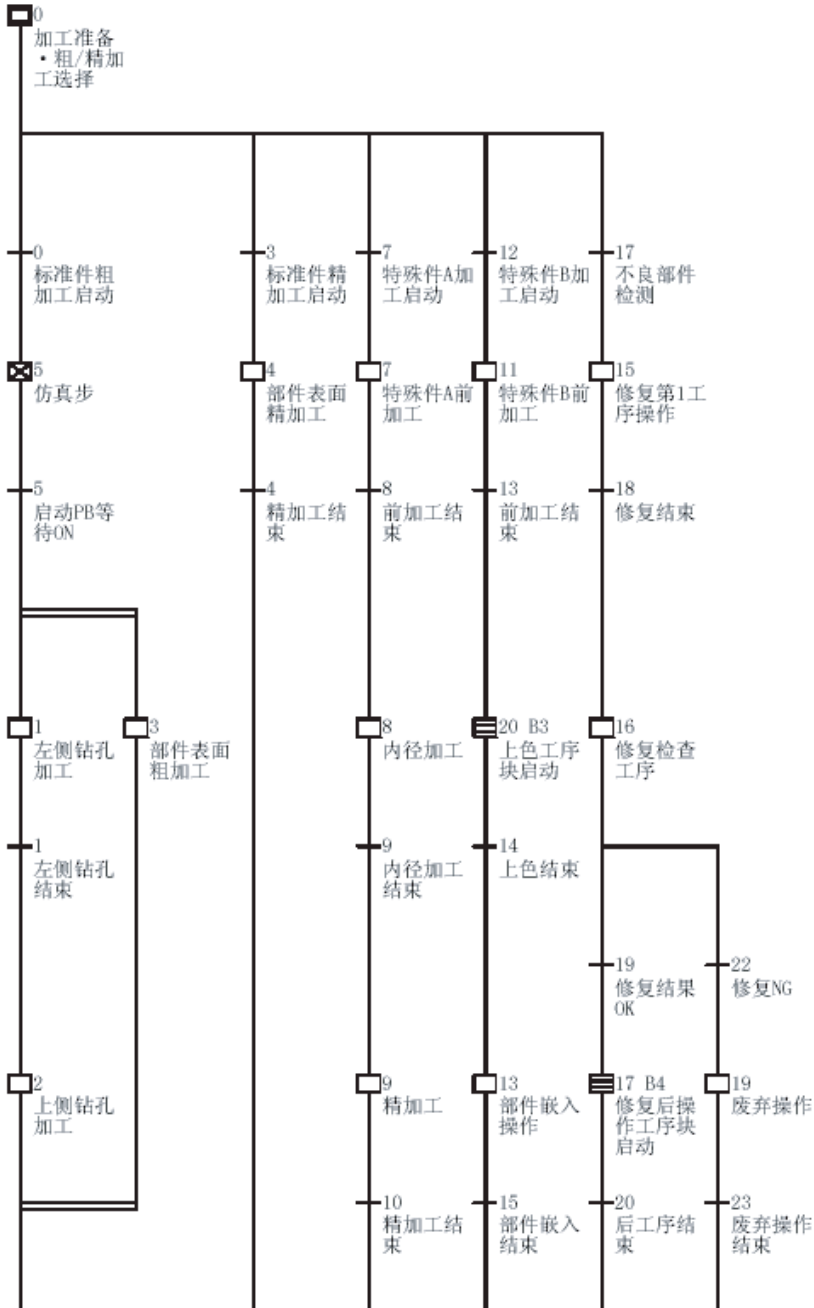 0
加工准备
·粗/精加
工选择
0
标准件粗
加工启动
3
标准件精
加工启动
7
特殊件A加
工启动
12
特殊件B加
工启动
17
不良部件
检测
5
仿真步
4
部件表面
精加工
7
特殊件A前
加工
11
特殊件B前
加工
15
修复第1工
序操作
5
启动PB等
待ON
4
精加工结
束
8
前加工结
束
13
前加工结
束
18
修复结束
1
左侧钻孔
加工
3
部件表面
粗加工
8
内径加工
20 B3
上色工序
块启动
16
修复检查
工序
1
左侧钻孔
结束
9
内径加工
结束
14
上色结束
19
修复结果
OK
22
修复NG
2
上侧钻孔
加工
9
精加工
13
部件嵌入
操作
17 B4
修复后操
作工序块
启动
19
废弃操作
10
精加工结
束
15
部件嵌入
结束
20
后工序结
束
23
废弃操作
结束